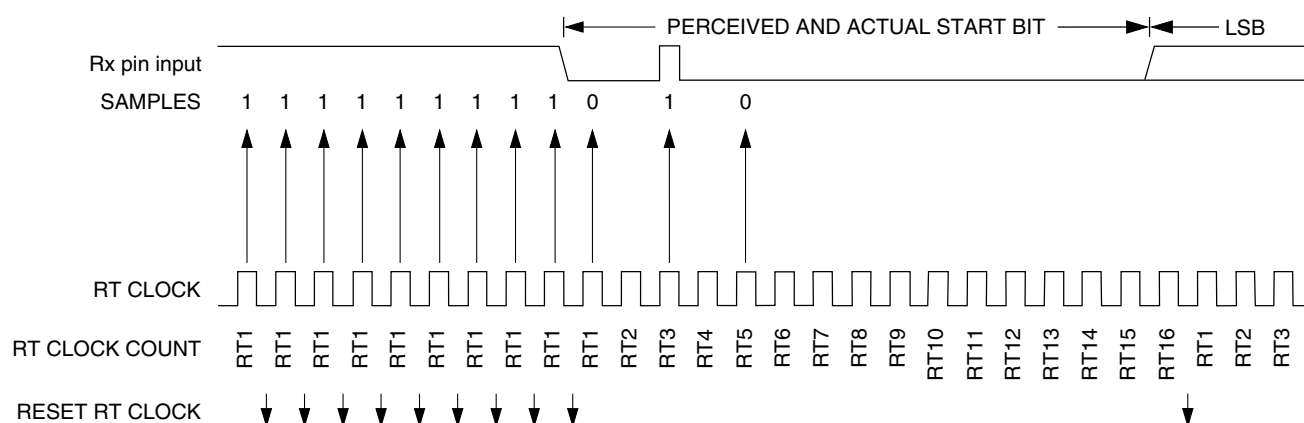 PERCEIVED AND ACTUAL START BIT LSB
Rx pin input
SAMPLES 1 1 1 1 1 1 1 1 1 0 1 0
RT CLOCK
RT CLOCK COUNT RT1 RT1 RT1 RT1 RT1 RT1 RT1 RT1 RT1 RT1 RT2 RT3 RT4 RT5 RT6 RT7 RT8 RT9 RT10 RT11 RT12 RT13 RT14 RT15 RT16 RT1 RT2 RT3
RESET RT CLOCK